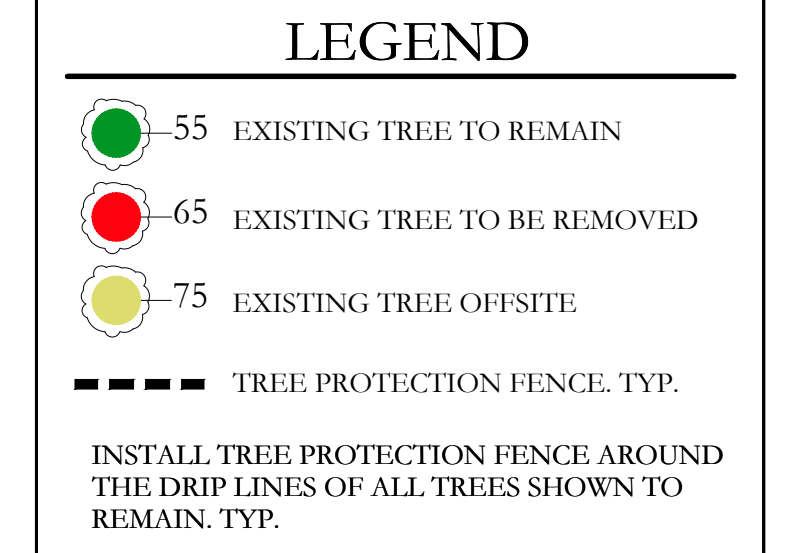 LEGEND
55 EXISTING TREE TO REMAIN
65 EXISTING TREE TO BE REMOVED
75 EXISTING TREE OFFSITE
TREE PROTECTION FENCE. TYP.
INSTALL TREE PROTECTION FENCE AROUND
THE DRIP LINES OF ALL TREES SHOWN TO
REMAIN. TYP.